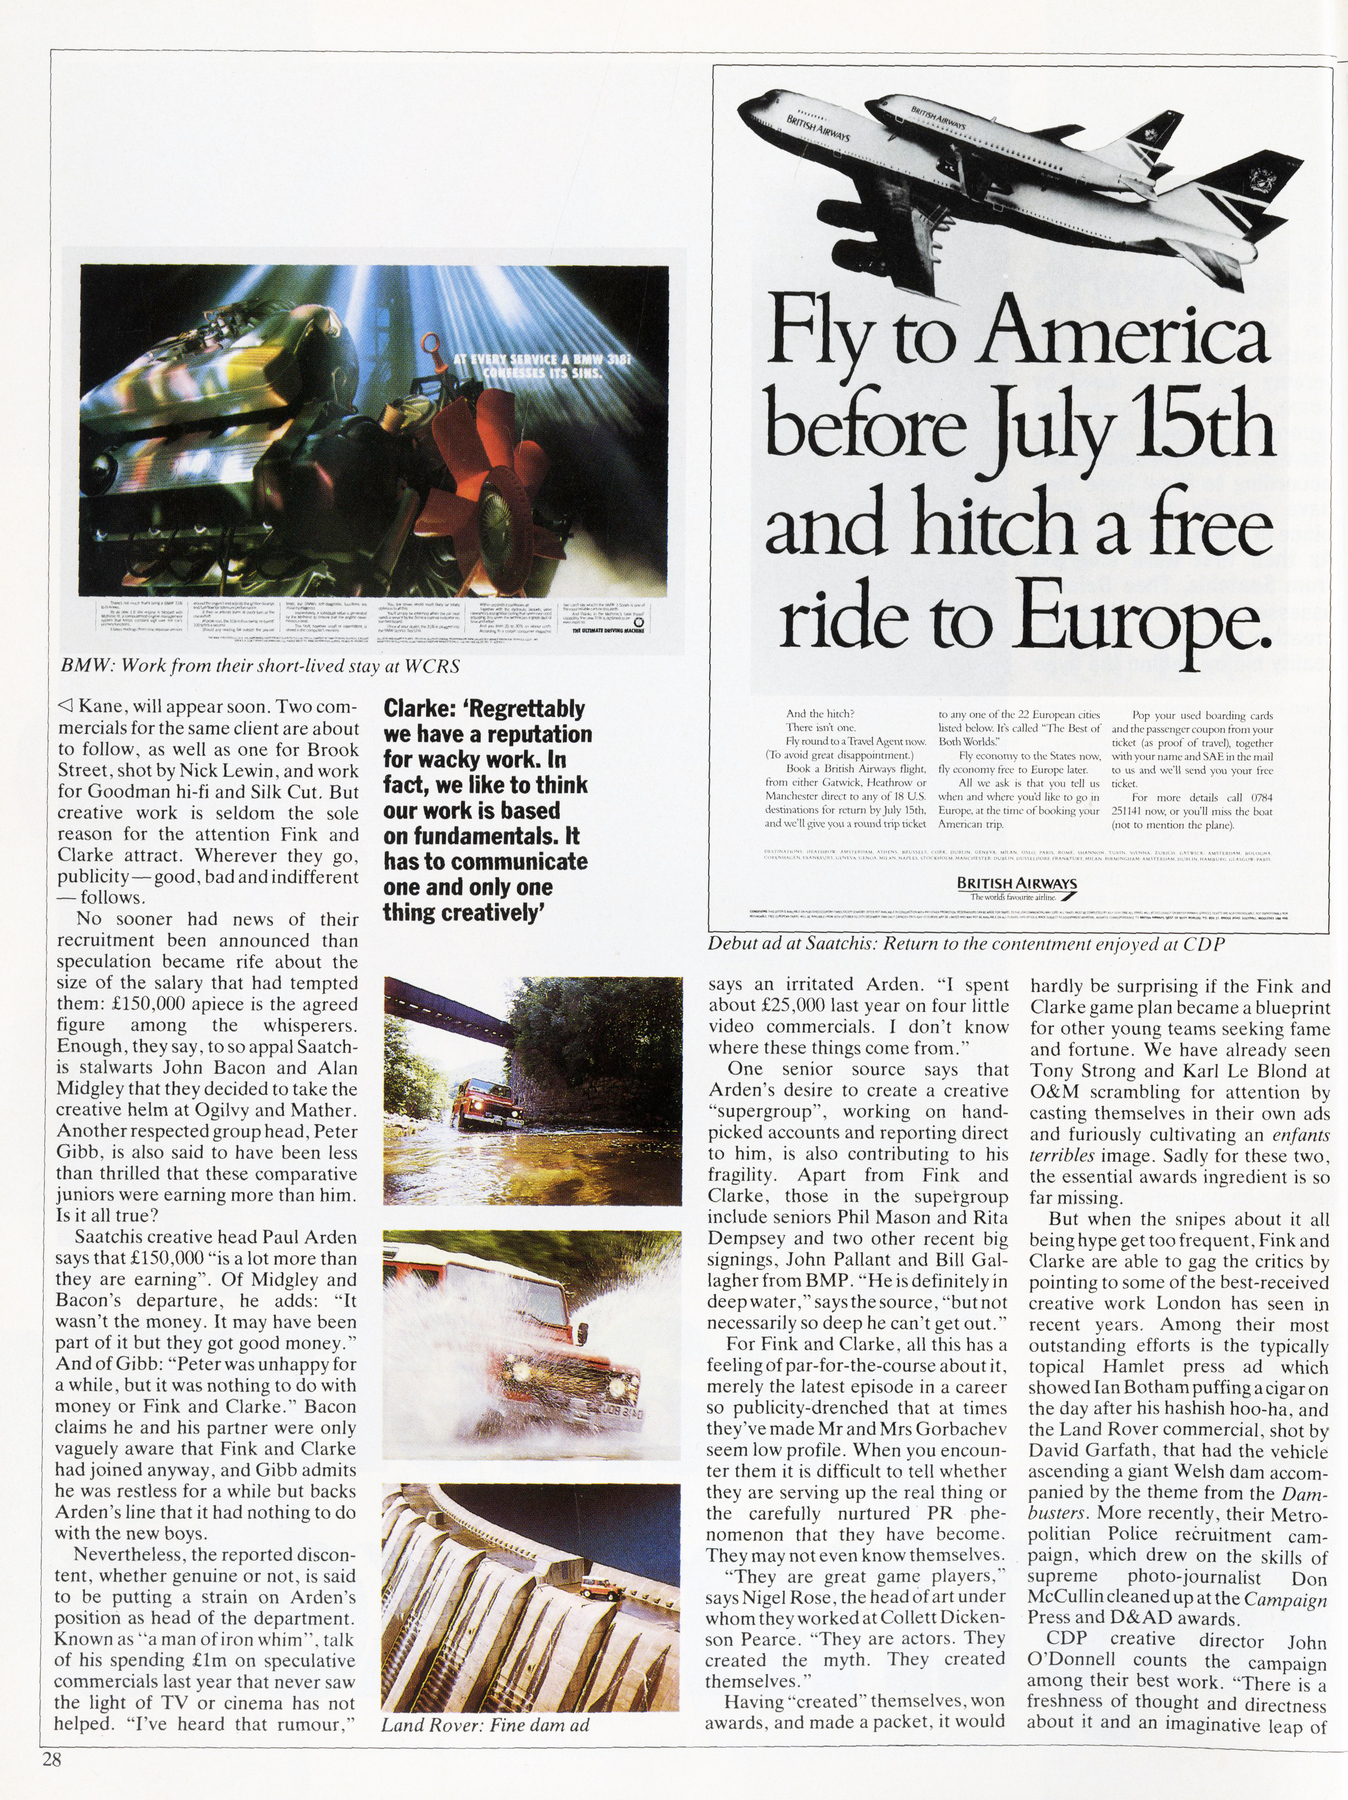 AT EVERY SERVICE A BMW 318i
CONFESSES ITS SINS.
THE ULTIMATE DRIVING MACHINE
BMW: Work from their short-lived stay at WCRS
◁ Kane, will appear soon. Two com-
mercials for the same client are about
to follow, as well as one for Brook
Street, shot by Nick Lewin, and work
for Goodman hi-fi and Silk Cut. But
creative work is seldom the sole
reason for the attention Fink and
Clarke attract. Wherever they go,
publicity — good, bad and indifferent
— follows.
No sooner had news of their
recruitment been announced than
speculation became rife about the
size of the salary that had tempted
them: £150,000 apiece is the agreed
figure among the whisperers.
Enough, they say, to so appal Saatch-
is stalwarts John Bacon and Alan
Midgley that they decided to take the
creative helm at Ogilvy and Mather.
Another respected group head, Peter
Gibb, is also said to have been less
than thrilled that these comparative
juniors were earning more than him.
Is it all true?
Saatchis creative head Paul Arden
says that £150,000 “is a lot more than
they are earning”. Of Midgley and
Bacon’s departure, he adds: “It
wasn’t the money. It may have been
part of it but they got good money.”
And of Gibb: “Peter was unhappy for
a while, but it was nothing to do with
money or Fink and Clarke.” Bacon
claims he and his partner were only
vaguely aware that Fink and Clarke
had joined anyway, and Gibb admits
he was restless for a while but backs
Arden’s line that it had nothing to do
with the new boys.
Nevertheless, the reported discon-
tent, whether genuine or not, is said
to be putting a strain on Arden’s
position as head of the department.
Known as “a man of iron whim”, talk
of his spending £1m on speculative
commercials last year that never saw
the light of TV or cinema has not
helped. “I’ve heard that rumour,”
Clarke: ‘Regrettably
we have a reputation
for wacky work. In
fact, we like to think
our work is based
on fundamentals. It
has to communicate
one and only one
thing creatively’
Land Rover: Fine dam ad
BRITISH AIRWAYS
BRITISH AIRWAYS
Fly to America
before July 15th
and hitch a free
ride to Europe.
And the hitch?
There isn’t one.
Fly round to a Travel Agent now.
(To avoid great disappointment.)
Book a British Airways flight,
from either Gatwick, Heathrow or
Manchester direct to any of 18 U.S.
destinations for return by July 15th,
and we’ll give you a round trip ticket
to any one of the 22 European cities
listed below. It’s called “The Best of
Both Worlds.”
Fly economy to the States now,
fly economy free to Europe later.
All we ask is that you tell us
when and where you’d like to go in
Europe, at the time of booking your
American trip.
Pop your used boarding cards
and the passenger coupon from your
ticket (as proof of travel), together
with your name and SAE in the mail
to us and we’ll send you your free
ticket.
For more details call 0784
251141 now, or you’ll miss the boat
(not to mention the plane).
BRITISH AIRWAYS
The world’s favourite airline.
Debut ad at Saatchis: Return to the contentment enjoyed at CDP
says an irritated Arden. “I spent
about £25,000 last year on four little
video commercials. I don’t know
where these things come from.”
One senior source says that
Arden’s desire to create a creative
“supergroup”, working on hand-
picked accounts and reporting direct
to him, is also contributing to his
fragility. Apart from Fink and
Clarke, those in the supergroup
include seniors Phil Mason and Rita
Dempsey and two other recent big
signings, John Pallant and Bill Gal-
lagher from BMP. “He is definitely in
deep water,” says the source, “but not
necessarily so deep he can’t get out.”
For Fink and Clarke, all this has a
feeling of par-for-the-course about it,
merely the latest episode in a career
so publicity-drenched that at times
they’ve made Mr and Mrs Gorbachev
seem low profile. When you encoun-
ter them it is difficult to tell whether
they are serving up the real thing or
the carefully nurtured PR phe-
nomenon that they have become.
They may not even know themselves.
“They are great game players,”
says Nigel Rose, the head of art under
whom they worked at Collett Dicken-
son Pearce. “They are actors. They
created the myth. They created
themselves.”
Having “created” themselves, won
awards, and made a packet, it would
hardly be surprising if the Fink and
Clarke game plan became a blueprint
for other young teams seeking fame
and fortune. We have already seen
Tony Strong and Karl Le Blond at
O&M scrambling for attention by
casting themselves in their own ads
and furiously cultivating an enfants
terribles image. Sadly for these two,
the essential awards ingredient is so
far missing.
But when the snipes about it all
being hype get too frequent, Fink and
Clarke are able to gag the critics by
pointing to some of the best-received
creative work London has seen in
recent years. Among their most
outstanding efforts is the typically
topical Hamlet press ad which
showed Ian Botham puffing a cigar on
the day after his hashish hoo-ha, and
the Land Rover commercial, shot by
David Garfath, that had the vehicle
ascending a giant Welsh dam accom-
panied by the theme from the Dam-
busters. More recently, their Metro-
politian Police recruitment cam-
paign, which drew on the skills of
supreme photo-journalist Don
McCullin cleaned up at the Campaign
Press and D&AD awards.
CDP creative director John
O’Donnell counts the campaign
among their best work. “There is a
freshness of thought and directness
about it and an imaginative leap of
28